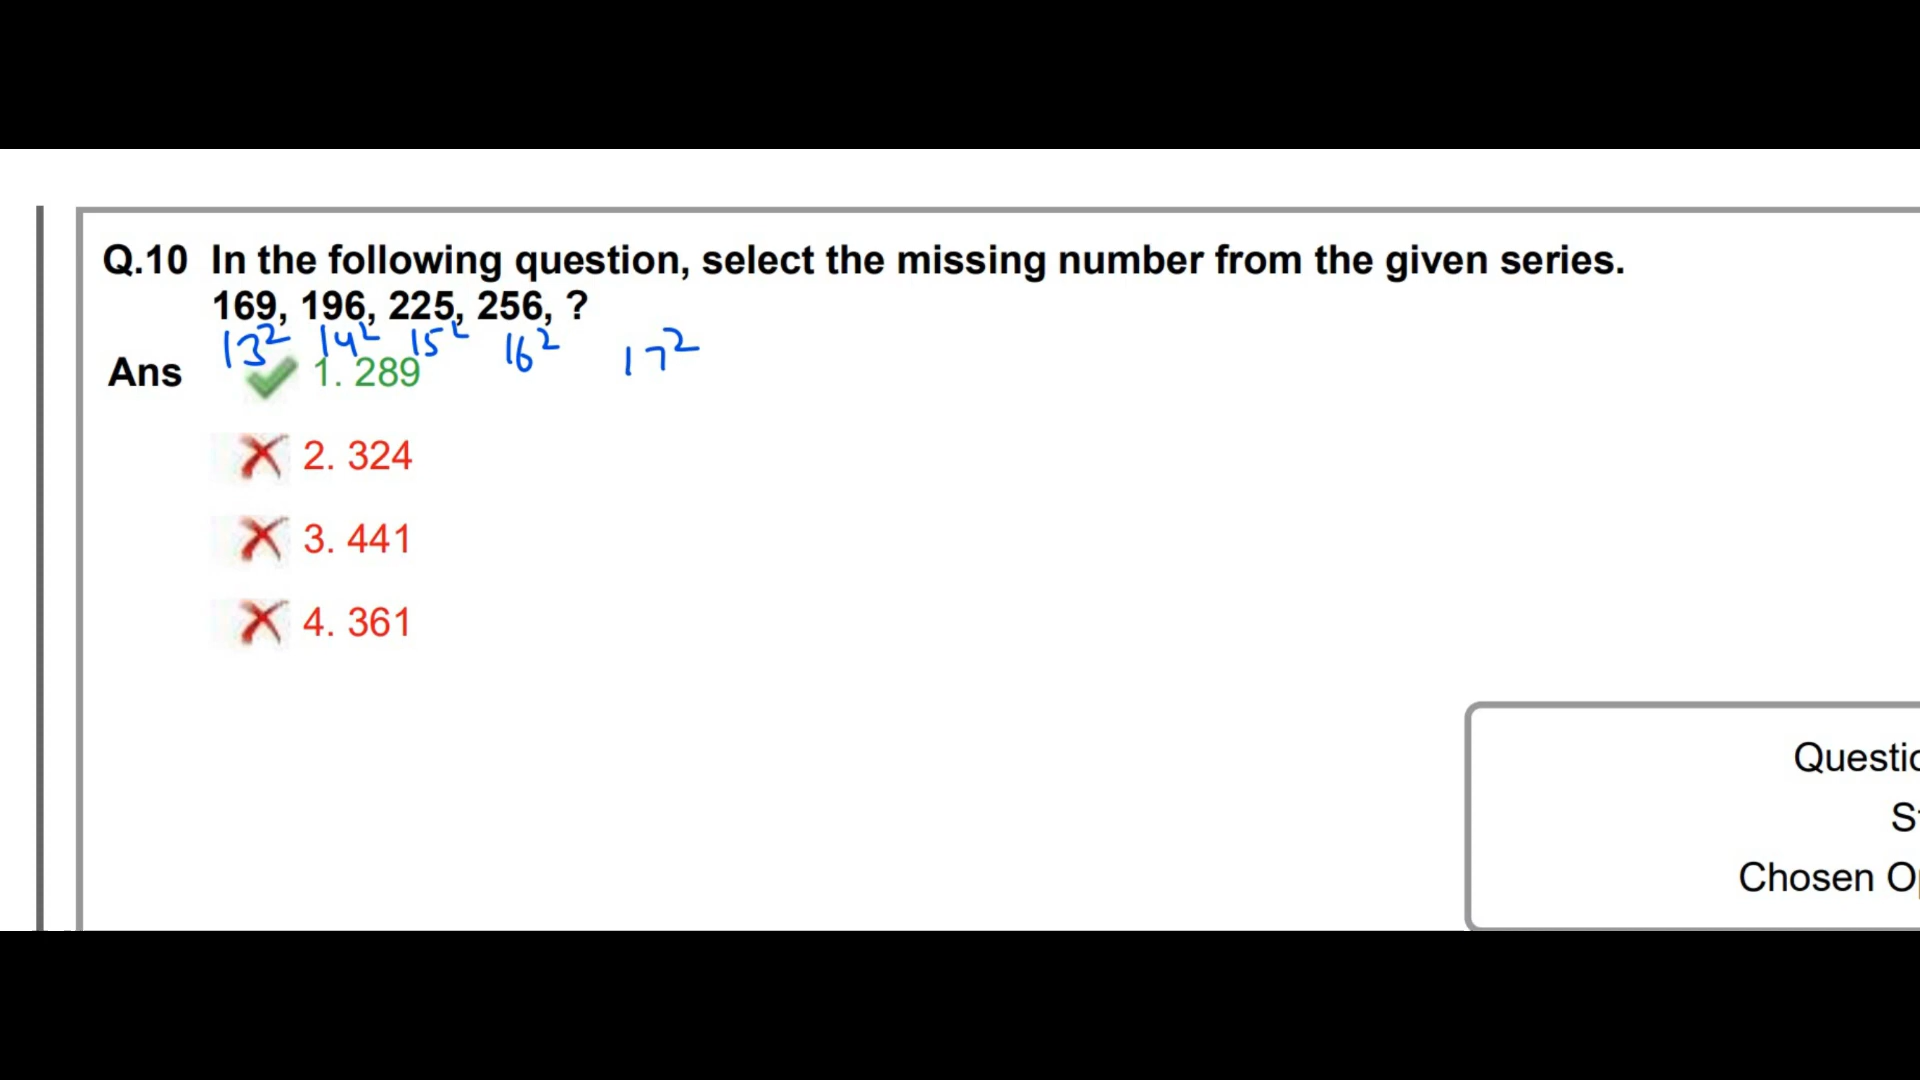 Q.10 In the following question, select the missing number from the given series.
169, 196, 225, 256, ?
13² 14² 15² 16² 17²
Ans 1. 289
2. 324
3. 441
4. 361
Questio
Chosen O